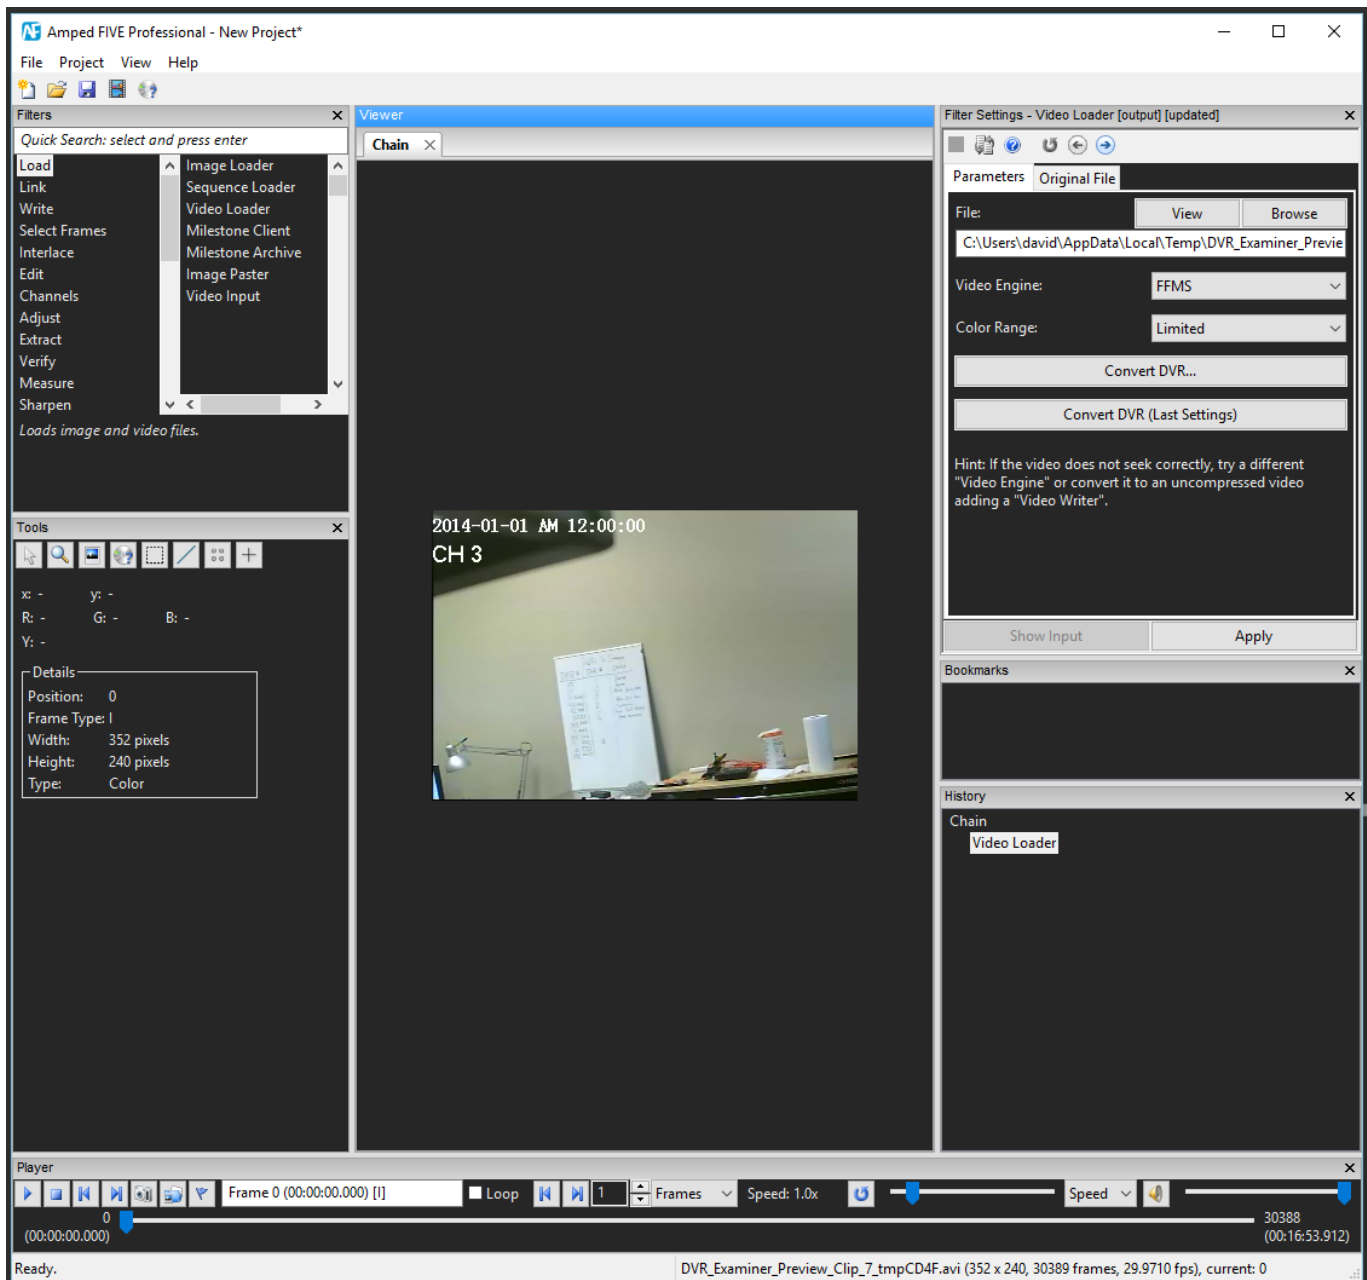 Amped FIVE Professional - New Project*
File Project View Help
Filters
Quick Search: select and press enter
Load
Link
Write
Select Frames
Interlace
Edit
Channels
Adjust
Extract
Verify
Measure
Sharpen
Image Loader
Sequence Loader
Video Loader
Milestone Client
Milestone Archive
Image Paster
Video Input
Loads image and video files.
Tools
x: - y: -
R: - G: - B: -
Y: -
Details
Position: 0
Frame Type: I
Width: 352 pixels
Height: 240 pixels
Type: Color
Viewer
Chain
2014-01-01 AM 12:00:00
CH 3
Filter Settings - Video Loader [output] [updated]
Parameters Original File
File: View Browse
C:\Users\david\AppData\Local\Temp\DVR_Examiner_Previe
Video Engine: FFMS
Color Range: Limited
Convert DVR...
Convert DVR (Last Settings)
Hint: If the video does not seek correctly, try a different
"Video Engine" or convert it to an uncompressed video
adding a "Video Writer".
Show Input Apply
Bookmarks
History
Chain
Video Loader
Player
Frame 0 (00:00:00.000) [I] Loop 1 Frames Speed: 1.0x Speed
0 30388
(00:00:00.000) (00:16:53.912)
Ready. DVR_Examiner_Preview_Clip_7_tmpCD4F.avi (352 x 240, 30389 frames, 29.9710 fps), current: 0